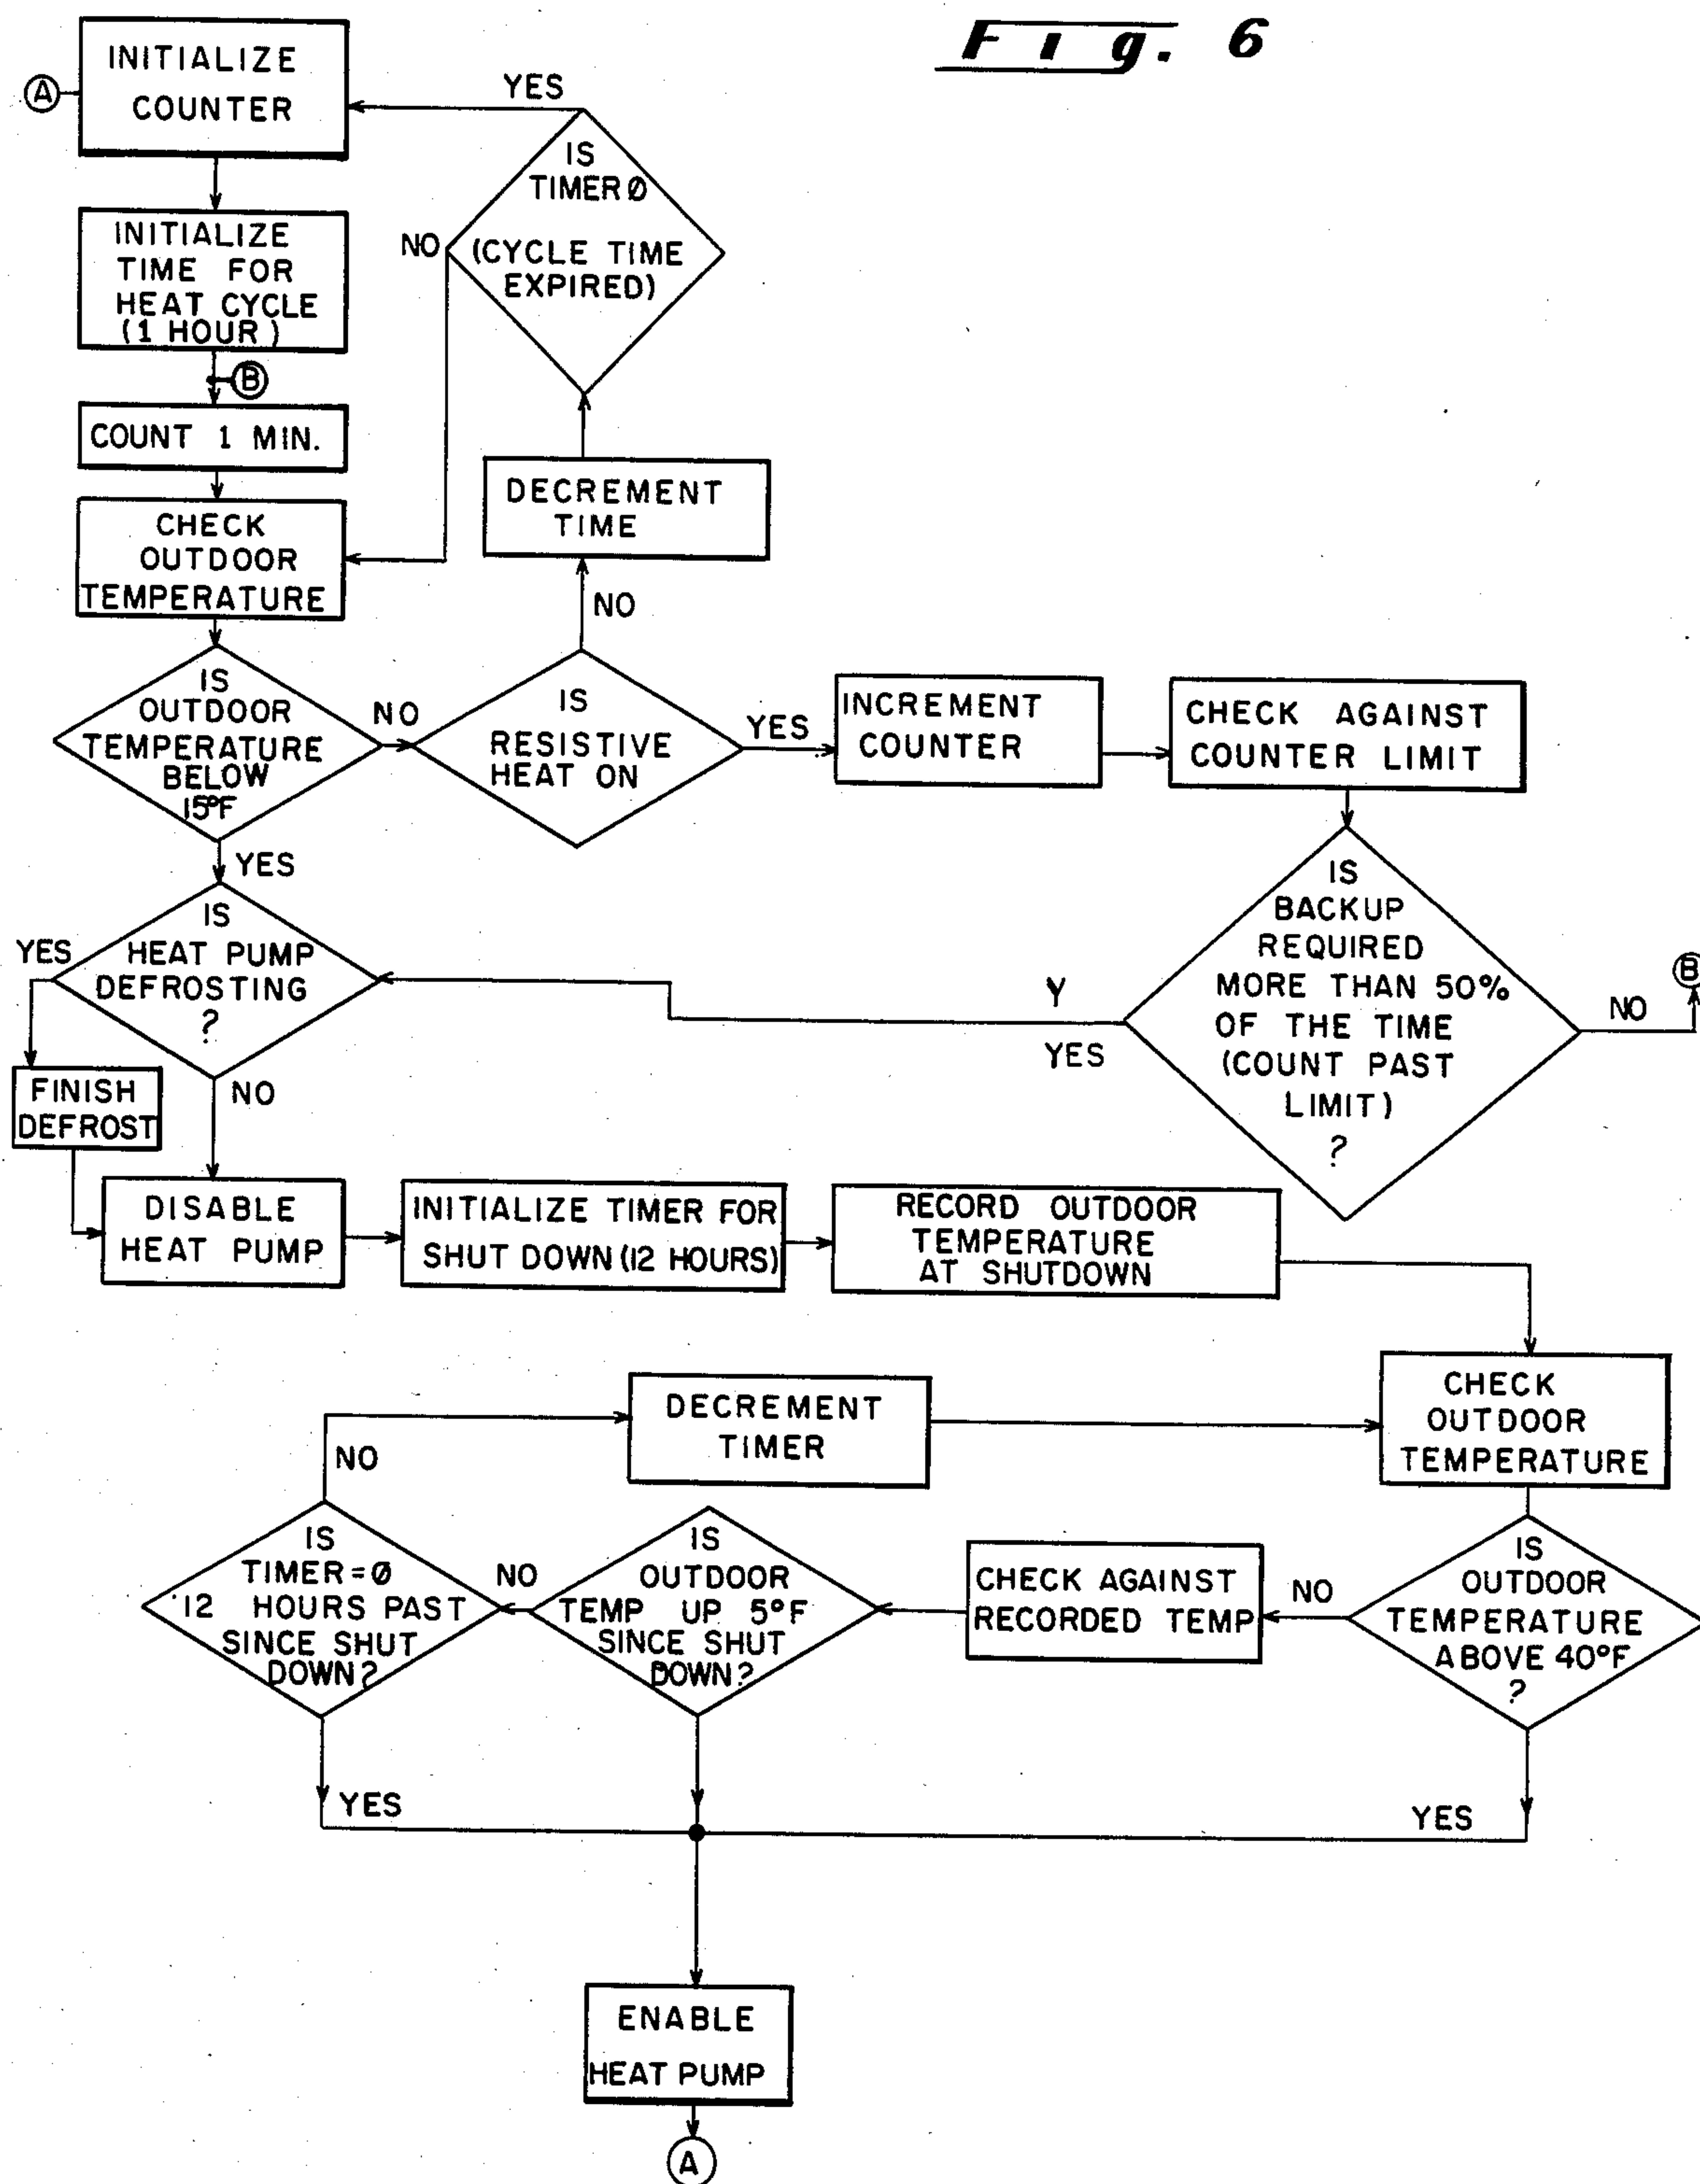 Fig. 6
INITIALIZE
COUNTER
A
YES
IS
TIMER Ø
(CYCLE TIME
EXPIRED)
NO
INITIALIZE
TIME FOR
HEAT CYCLE
(1 HOUR)
B
COUNT 1 MIN.
DECREMENT
TIME
CHECK
OUTDOOR
TEMPERATURE
NO
IS
OUTDOOR
TEMPERATURE
BELOW
15°F
NO
IS
RESISTIVE
HEAT ON
YES
INCREMENT
COUNTER
CHECK AGAINST
COUNTER LIMIT
YES
IS
HEAT PUMP
DEFROSTING
?
YES
IS
BACKUP
REQUIRED
MORE THAN 50%
OF THE TIME
(COUNT PAST
LIMIT)
?
Y
YES
NO
B
FINISH
DEFROST
NO
DISABLE
HEAT PUMP
INITIALIZE TIMER FOR
SHUT DOWN (12 HOURS)
RECORD OUTDOOR
TEMPERATURE
AT SHUTDOWN
CHECK
OUTDOOR
TEMPERATURE
DECREMENT
TIMER
NO
IS
TIMER=Ø
12 HOURS PAST
SINCE SHUT
DOWN?
NO
IS
OUTDOOR
TEMP UP 5°F
SINCE SHUT
DOWN?
CHECK AGAINST
RECORDED TEMP
NO
IS
OUTDOOR
TEMPERATURE
ABOVE 40°F
?
YES
YES
ENABLE
HEAT PUMP
A